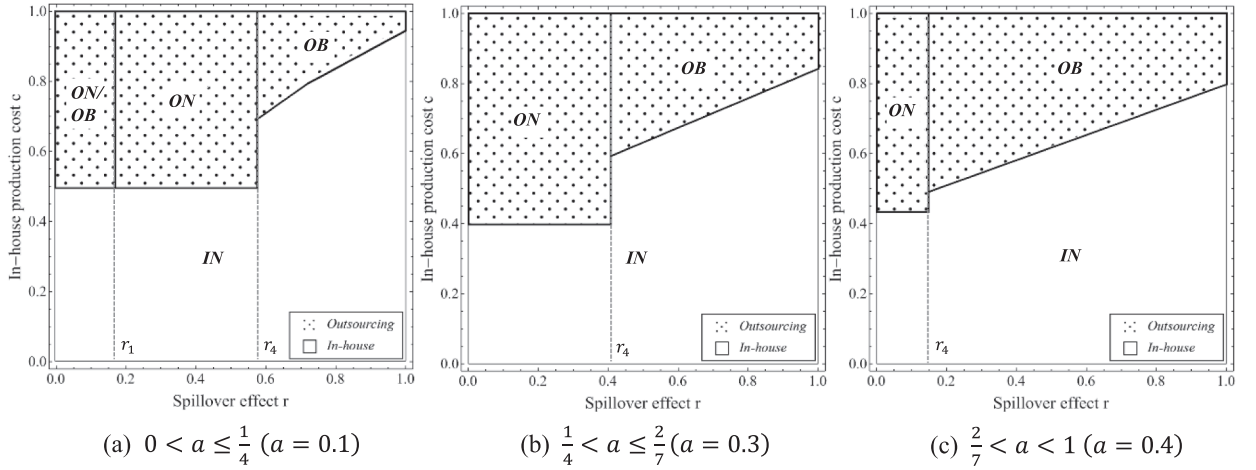 In−house production cost c
1.0
0.8
0.6
0.4
0.2
0.0
ON/
OB
ON
OB
IN
r1
r4
Outsourcing
In-house
0.0 0.2 0.4 0.6 0.8 1.0
Spillover effect r
(a) 0 < a ≤ 1/4 (a = 0.1)
In−house production cost c
1.0
0.8
0.6
0.4
0.2
0.0
ON
OB
IN
r4
Outsourcing
In-house
0.0 0.2 0.4 0.6 0.8 1.0
Spillover effect r
(b) 1/4 < a ≤ 2/7 (a = 0.3)
In−house production cost c
1.0
0.8
0.6
0.4
0.2
0.0
ON
OB
IN
r4
Outsourcing
In-house
0.0 0.2 0.4 0.6 0.8 1.0
Spillover effect r
(c) 2/7 < a < 1 (a = 0.4)